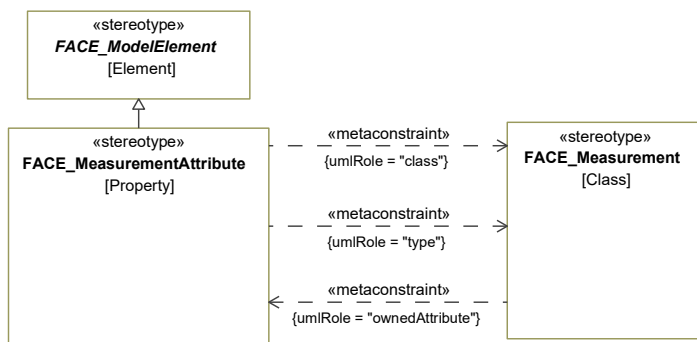 «stereotype»
FACE_ModelElement
[Element]
«stereotype»
FACE_MeasurementAttribute
[Property]
«metaconstraint»
{umlRole = "class"}
«metaconstraint»
{umlRole = "type"}
«metaconstraint»
{umlRole = "ownedAttribute"}
«stereotype»
FACE_Measurement
[Class]